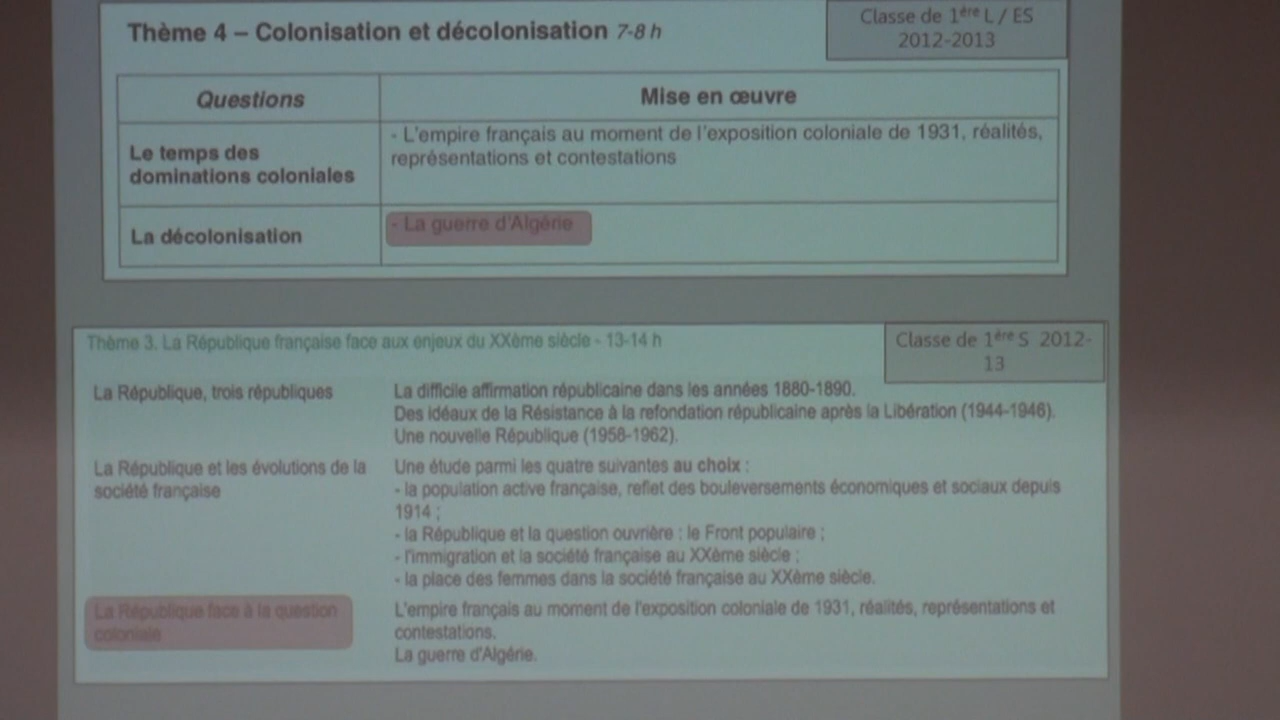 Thème 4 – Colonisation et décolonisation 7-8 h
Classe de 1ère L / ES
2012-2013
Questions
Mise en œuvre
Le temps des
dominations coloniales
- L'empire français au moment de l'exposition coloniale de 1931, réalités,
représentations et contestations
La décolonisation
- La guerre d'Algérie
Thème 3. La République française face aux enjeux du XXème siècle - 13-14 h
Classe de 1ère S 2012-
13
La République, trois républiques
La difficile affirmation républicaine dans les années 1880-1890.
Des idéaux de la Résistance à la refondation républicaine après la Libération (1944-1946).
Une nouvelle République (1958-1962).
La République et les évolutions de la
société française
Une étude parmi les quatre suivantes au choix :
- la population active française, reflet des bouleversements économiques et sociaux depuis
1914 ;
- la République et la question ouvrière : le Front populaire ;
- l'immigration et la société française au XXème siècle ;
- la place des femmes dans la société française au XXème siècle.
La République face à la question
coloniale
L'empire français au moment de l'exposition coloniale de 1931, réalités, représentations et
contestations.
La guerre d'Algérie.